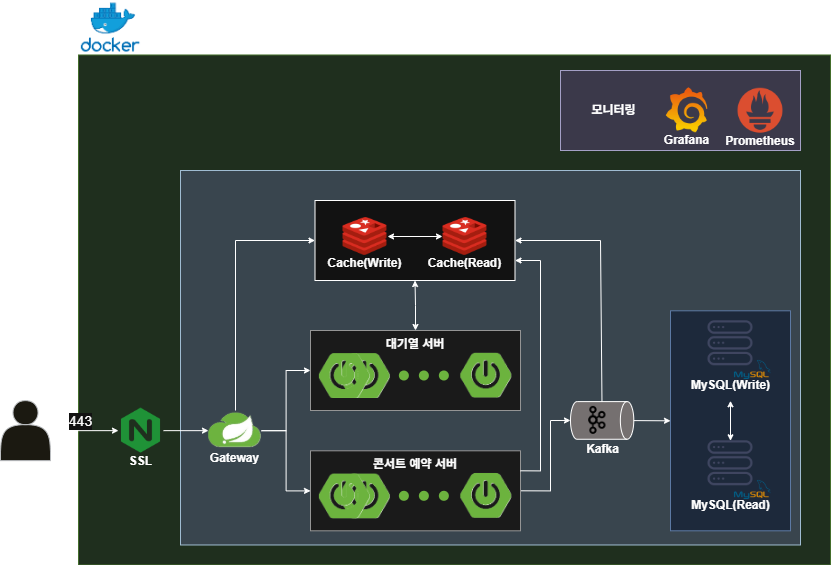 docker
모니터링
Grafana
Prometheus
Cache(Write)
Cache(Read)
대기열 서버
MySQL
MySQL(Write)
443
SSL
Gateway
Kafka
콘서트 예약 서버
MySQL
MySQL(Read)